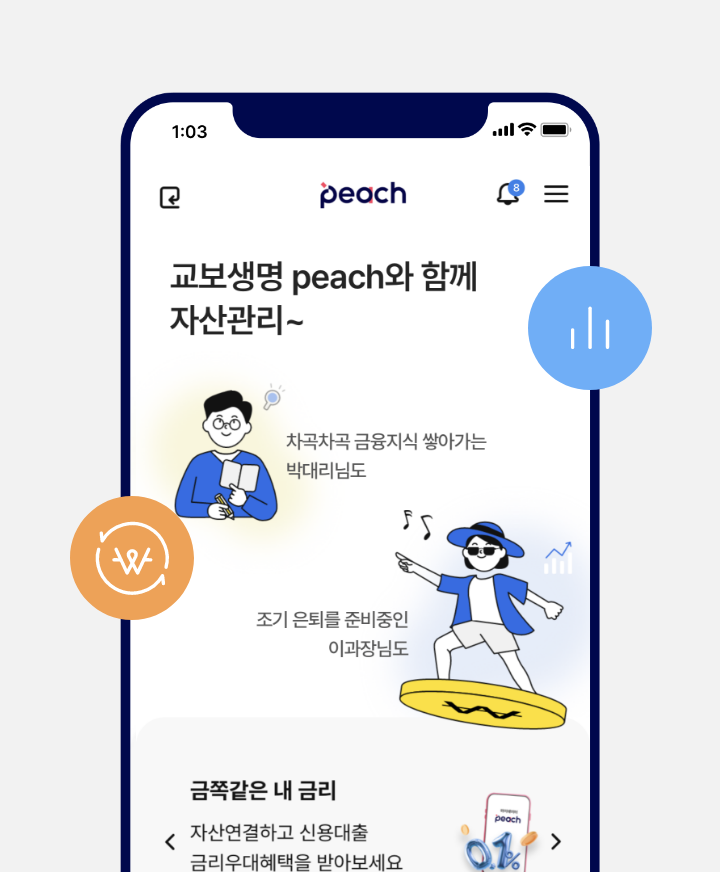 1:03
peach
8
교보생명 peach와 함께
자산관리~
차곡차곡 금융지식 쌓아가는
박대리님도
조기 은퇴를 준비중인
이과장님도
금쪽같은 내 금리
자산연결하고 신용대출
금리우대혜택을 받아보세요
peach
0.1%